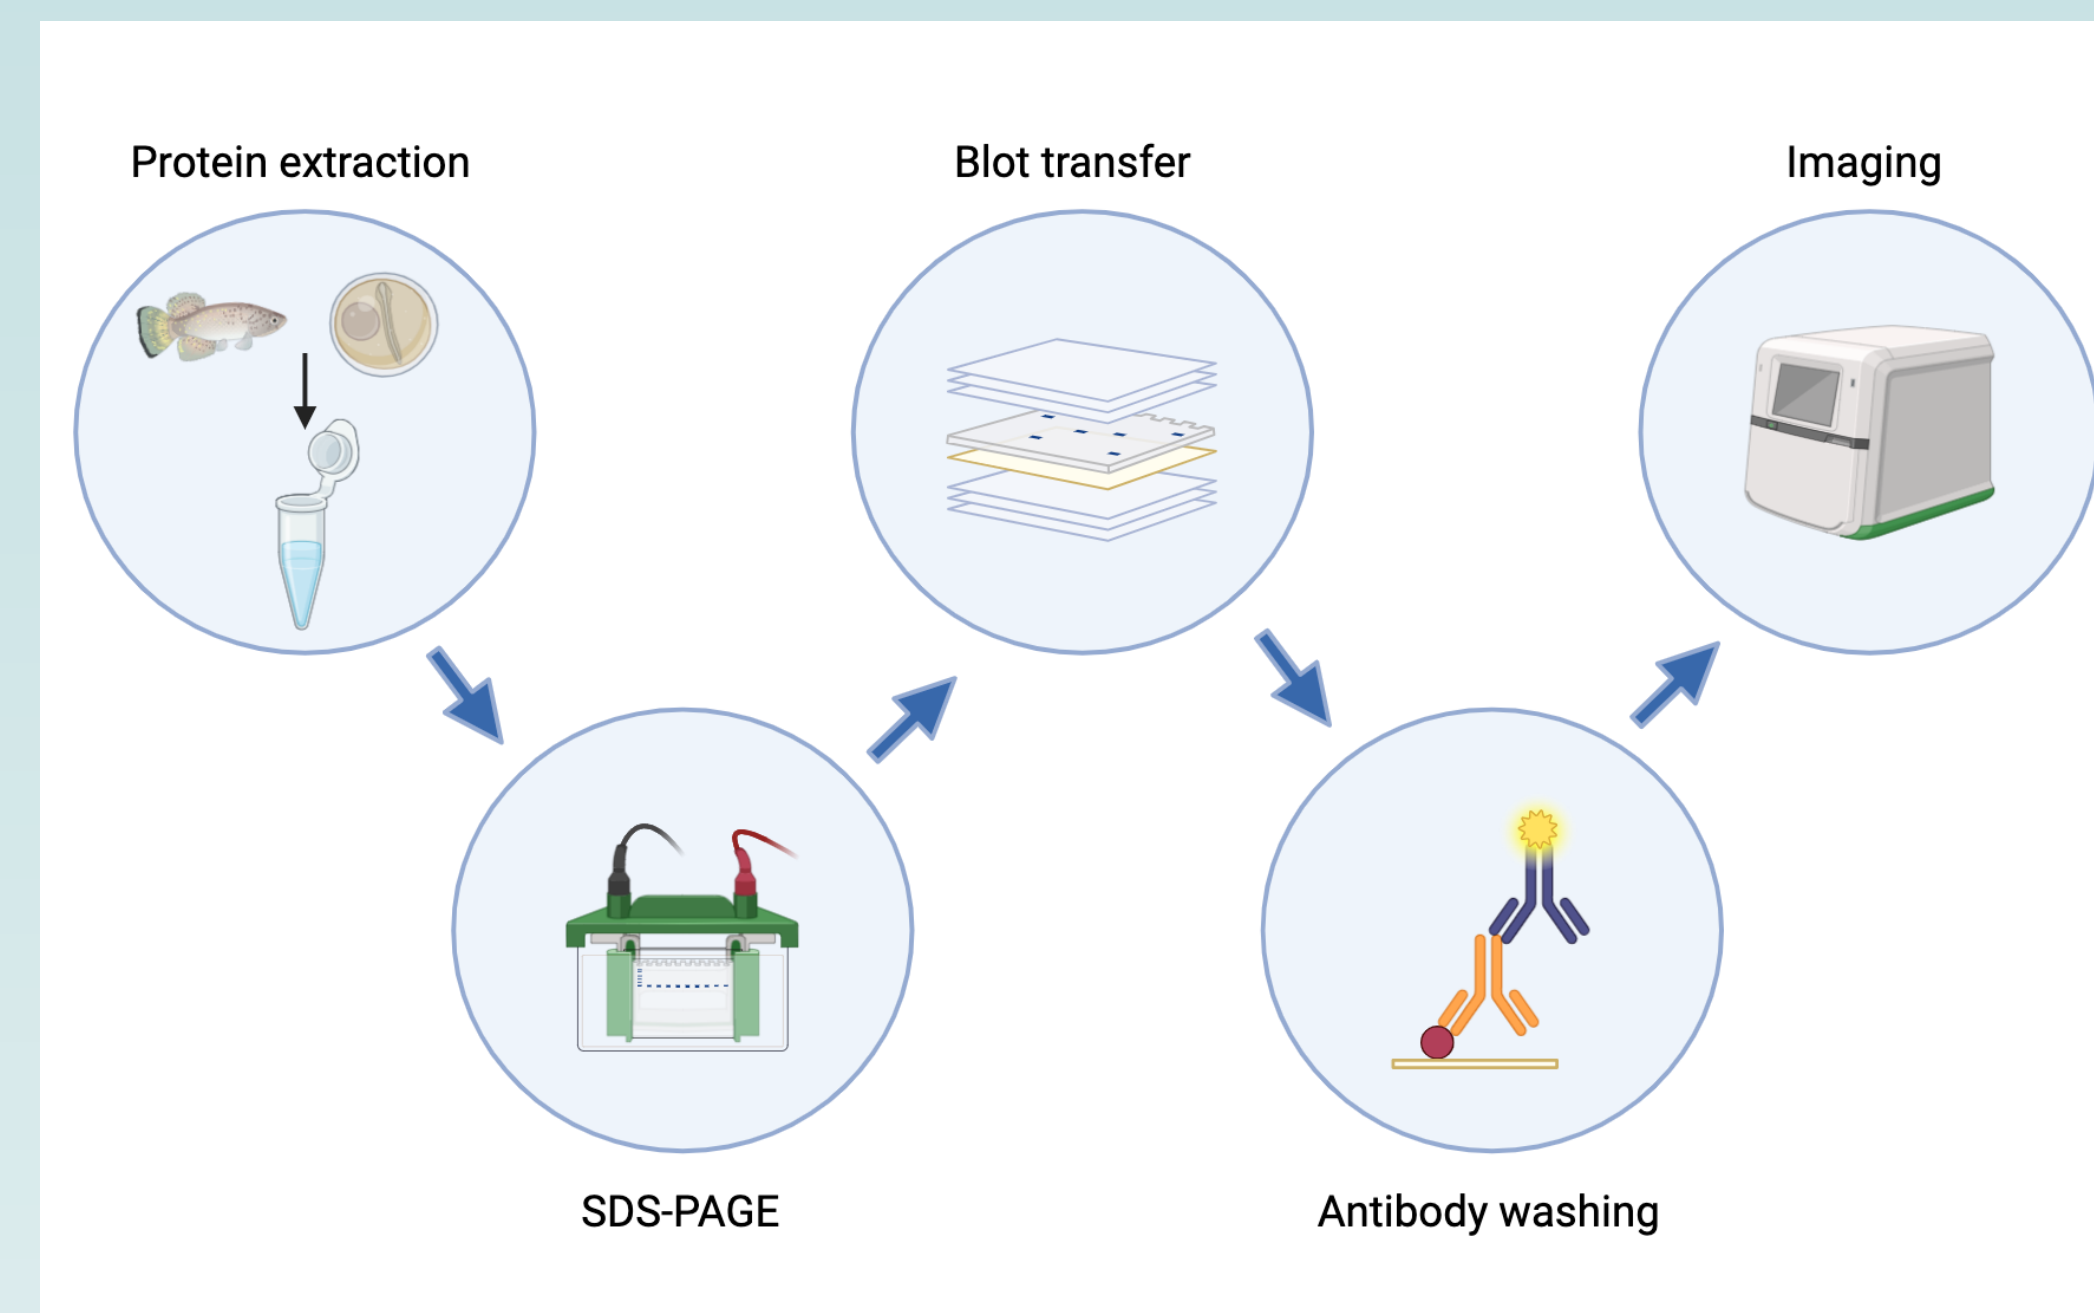 Protein extraction
Blot transfer
Imaging
SDS-PAGE
Antibody washing